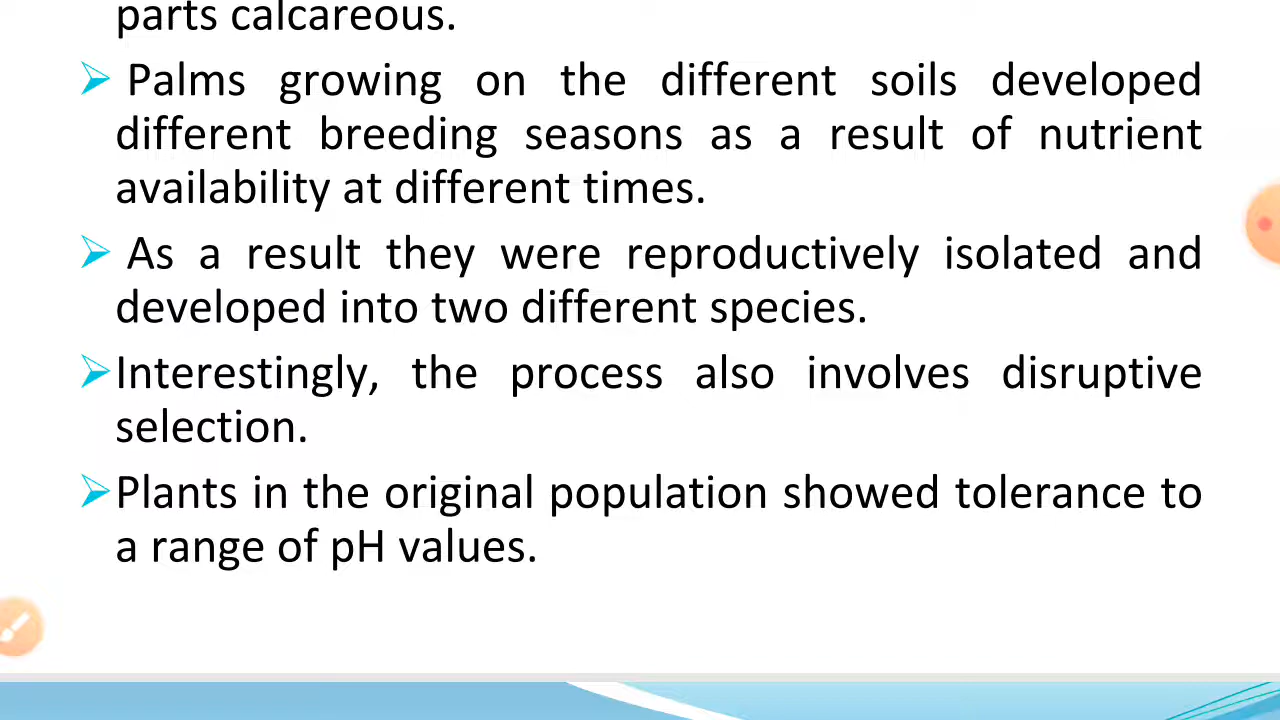 parts calcareous.
➢ Palms growing on the different soils developed
different breeding seasons as a result of nutrient
availability at different times.
➢ As a result they were reproductively isolated and
developed into two different species.
➢Interestingly, the process also involves disruptive
selection.
➢Plants in the original population showed tolerance to
a range of pH values.